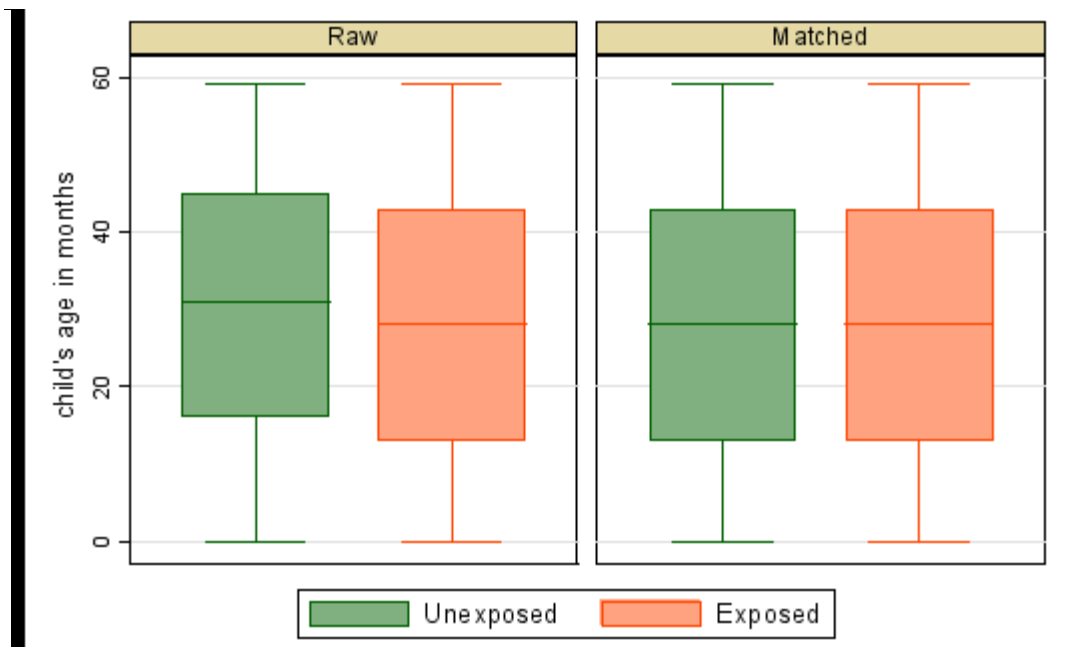 Raw
Matched
child's age in months
60
40
20
0
Unexposed
Exposed